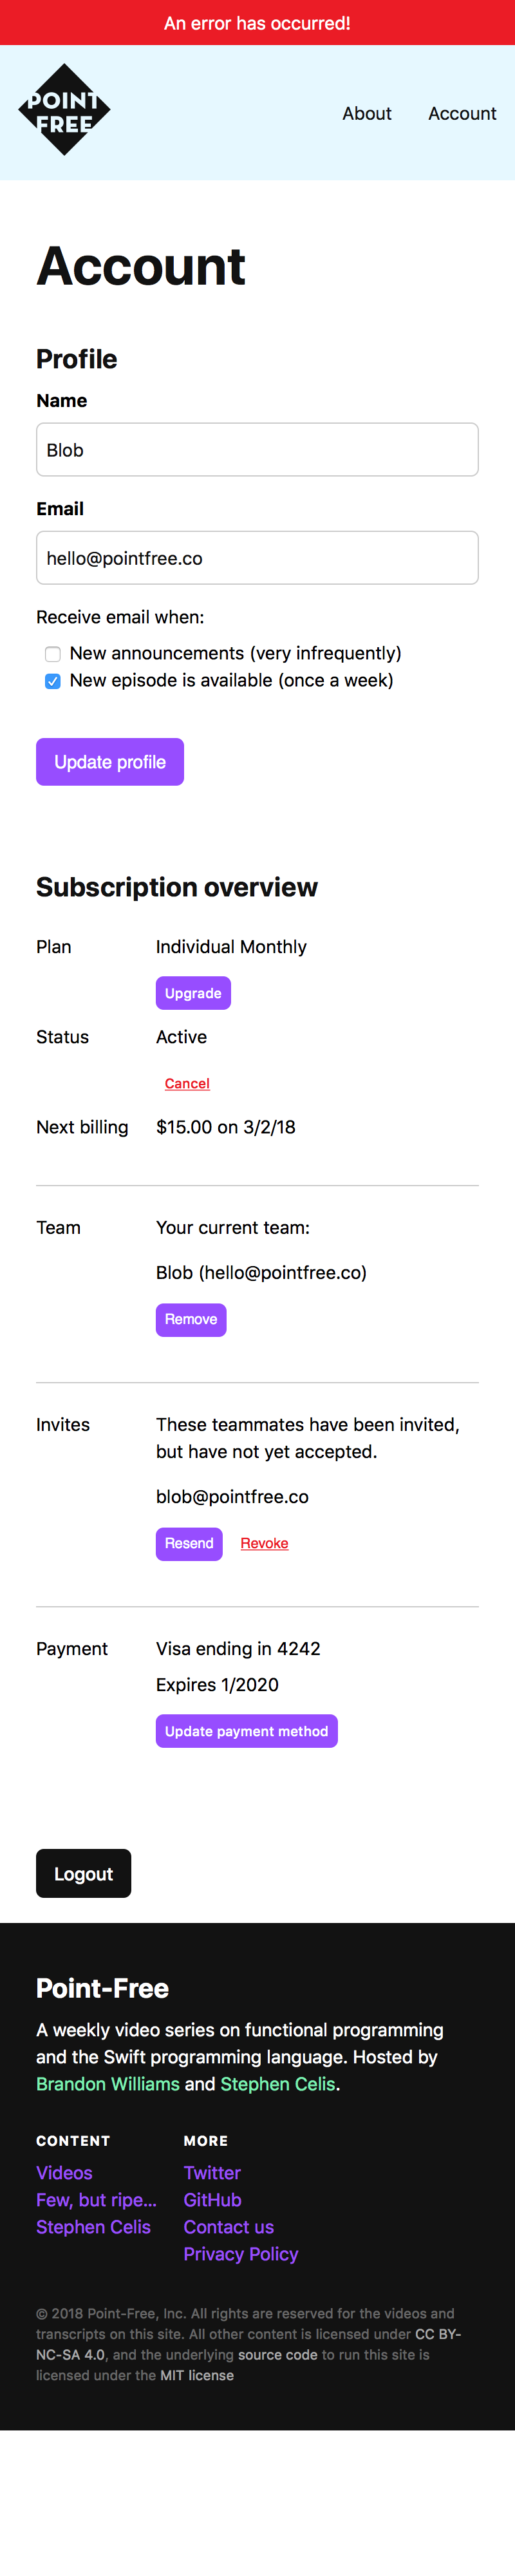 An error has occurred!
POINT
FREE
About Account
Account
Profile
Name
Blob
Email
hello@pointfree.co
Receive email when:
New announcements (very infrequently)
New episode is available (once a week)
Update profile
Subscription overview
Plan Individual Monthly
Upgrade
Status Active
Cancel
Next billing $15.00 on 3/2/18
Team Your current team:
Blob (hello@pointfree.co)
Remove
Invites These teammates have been invited,
but have not yet accepted.
blob@pointfree.co
Resend Revoke
Payment Visa ending in 4242
Expires 1/2020
Update payment method
Logout
Point-Free
A weekly video series on functional programming
and the Swift programming language. Hosted by
Brandon Williams and Stephen Celis.
CONTENT MORE
Videos Twitter
Few, but ripe... GitHub
Stephen Celis Contact us
Privacy Policy
© 2018 Point-Free, Inc. All rights are reserved for the videos and
transcripts on this site. All other content is licensed under CC BY-
NC-SA 4.0, and the underlying source code to run this site is
licensed under the MIT license